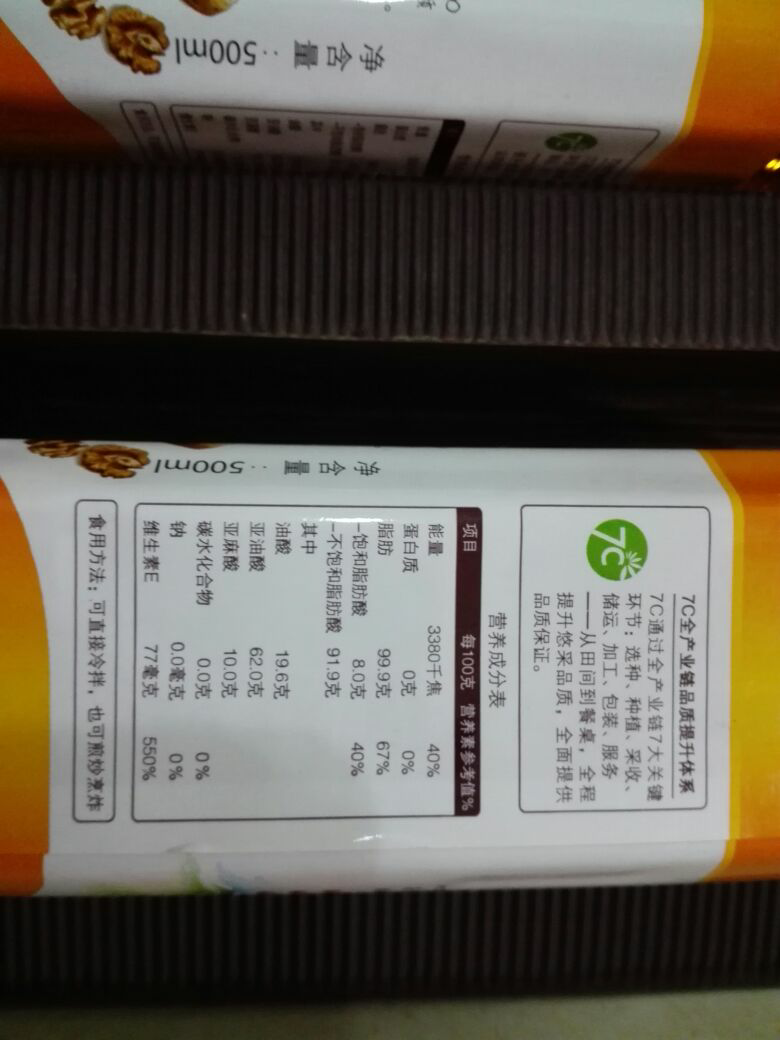 净含量：500ml
净含量：500ml
7C
7C全产业链品质提升体系
7C通过全产业链7大关键
环节：选种、种植、采收、
储运、加工、包装、服务
——从田间到餐桌，全程
提升悠采品质，全面提供
品质保证。
营养成分表
项目 每100克 营养素参考值%
能量 3380千焦 40%
蛋白质 0克 0%
脂肪 99.9克 67%
-饱和脂肪酸 8.0克 40%
-不饱和脂肪酸 91.9克
其中
油酸 19.6克
亚油酸 62.0克
亚麻酸 10.0克
碳水化合物 0.0克 0%
钠 0.0毫克 0%
维生素E 77毫克 550%
食用方法：可直接冷拌，也可煎炒烹炸